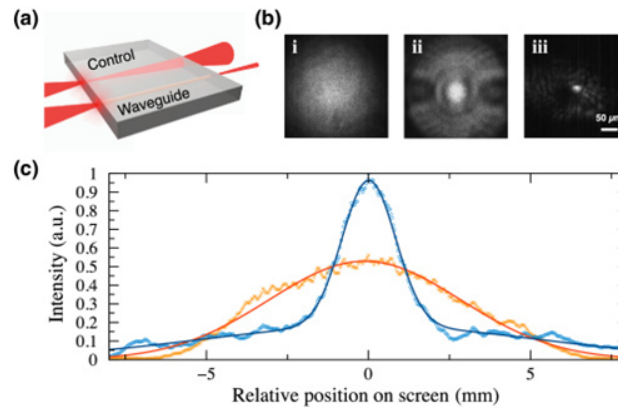 (a)
Control
Waveguide
(b)
i
ii
iii
50 µm
(c)
Intensity (a.u.)
1
0.9
0.8
0.7
0.6
0.5
0.4
0.3
0.2
0.1
0
−5
0
5
Relative position on screen (mm)